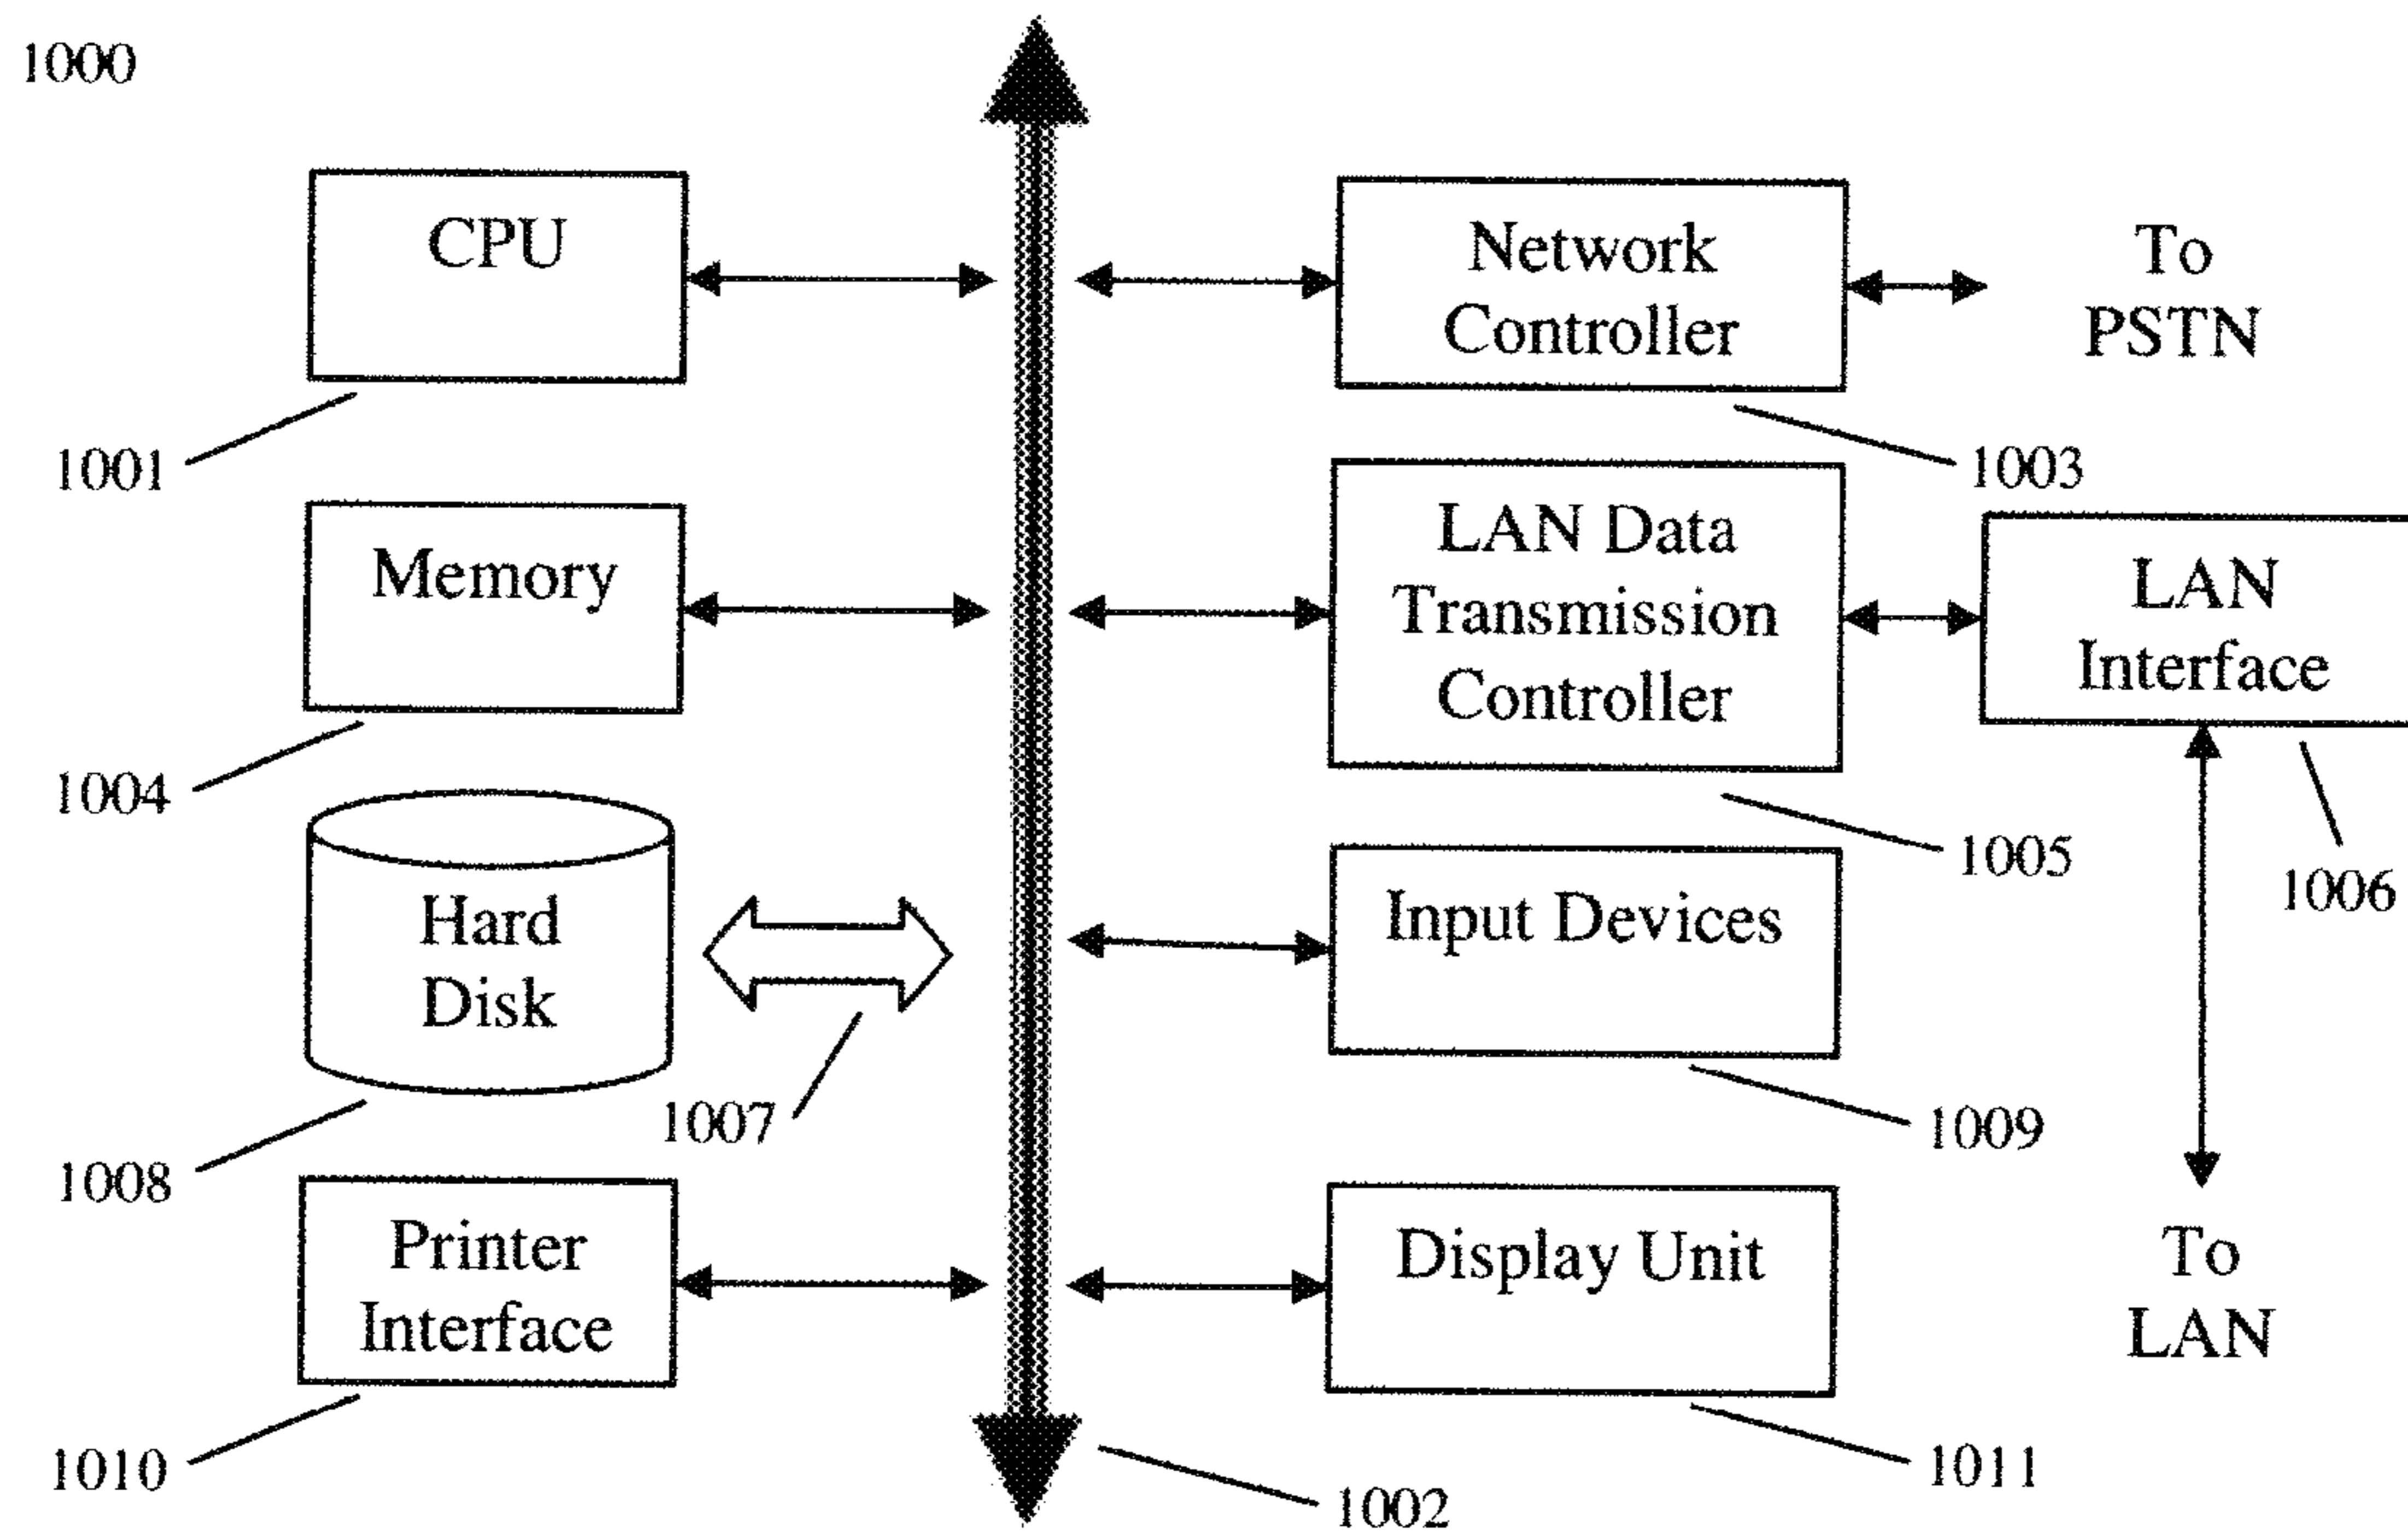 1000
CPU
Network
Controller
To
PSTN
1001
1003
Memory
LAN Data
Transmission
Controller
LAN
Interface
1004
1005
1006
Hard
Disk
1007
Input Devices
1008
1009
Printer
Interface
Display Unit
To
LAN
1010
1002
1011